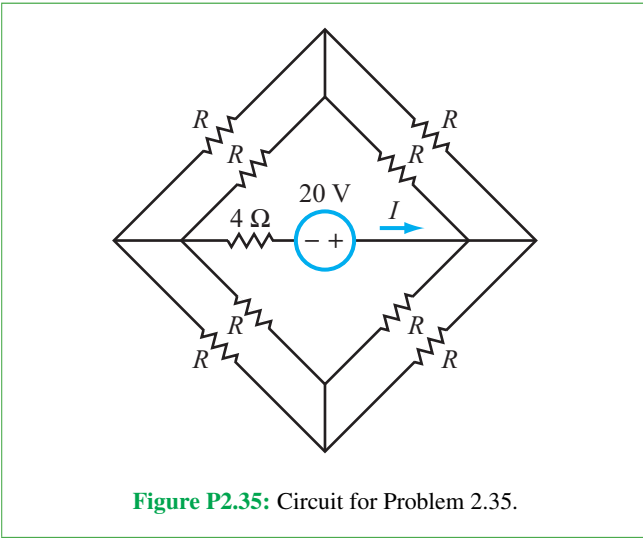 R R
R R
20 V
4 Ω I
− +
R R
R R
Figure P2.35: Circuit for Problem 2.35.